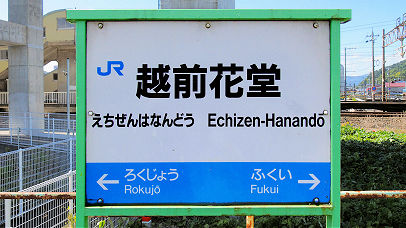 JR
越前花堂
えちぜんはなんどう Echizen-Hanandō
← ろくじょう ふくい →
Rokujō Fukui